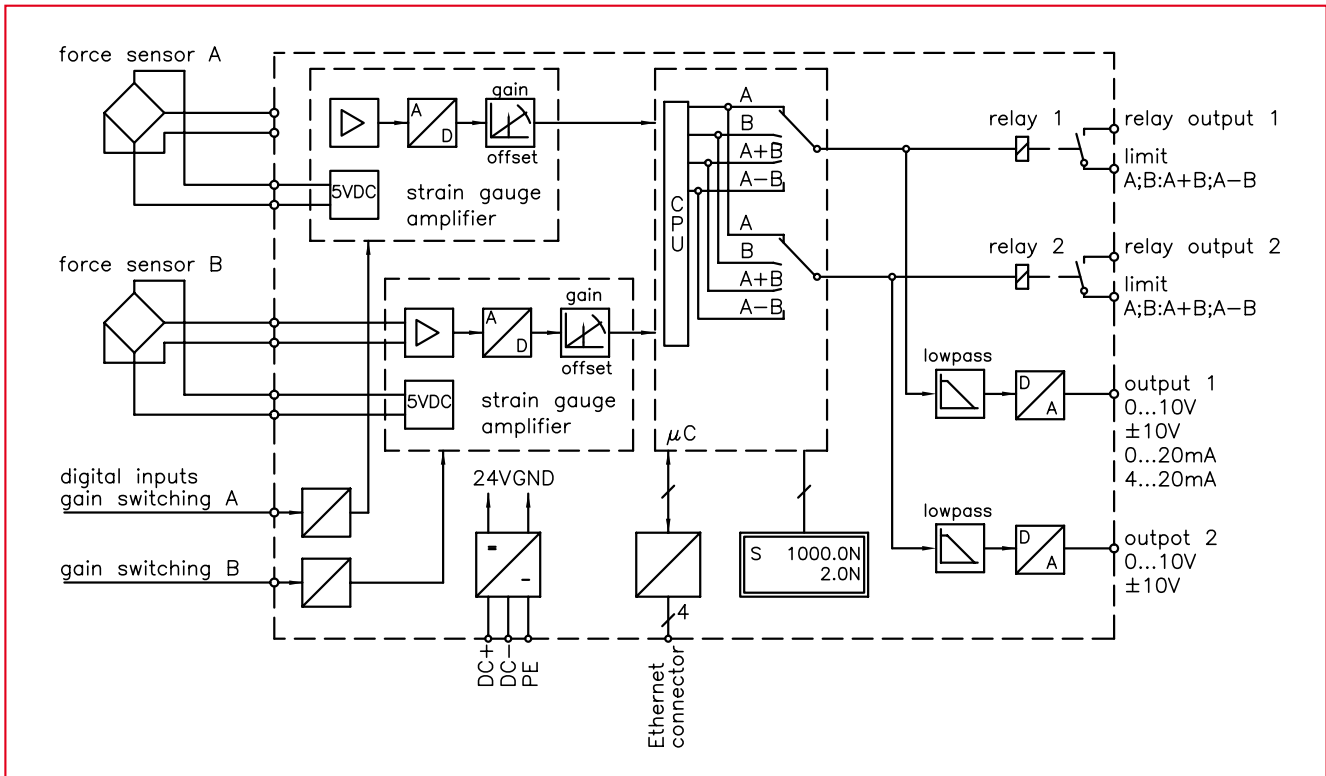 force sensor A
A
D
gain
offset
5VDC
strain gauge
amplifier
force sensor B
A
D
gain
offset
5VDC
strain gauge
amplifier
CPU
A
B
A+B
A−B
A
B
A+B
A−B
μC
relay 1
relay output 1
limit
A;B:A+B;A−B
relay 2
relay output 2
limit
A;B:A+B;A−B
lowpass
D
A
output 1
0...10V
±10V
0...20mA
4...20mA
lowpass
D
A
outpot 2
0...10V
±10V
digital inputs
gain switching A
gain switching B
24VGND
S 1000.0N
2.0N
4
DC+
DC−
PE
Ethernet
connector